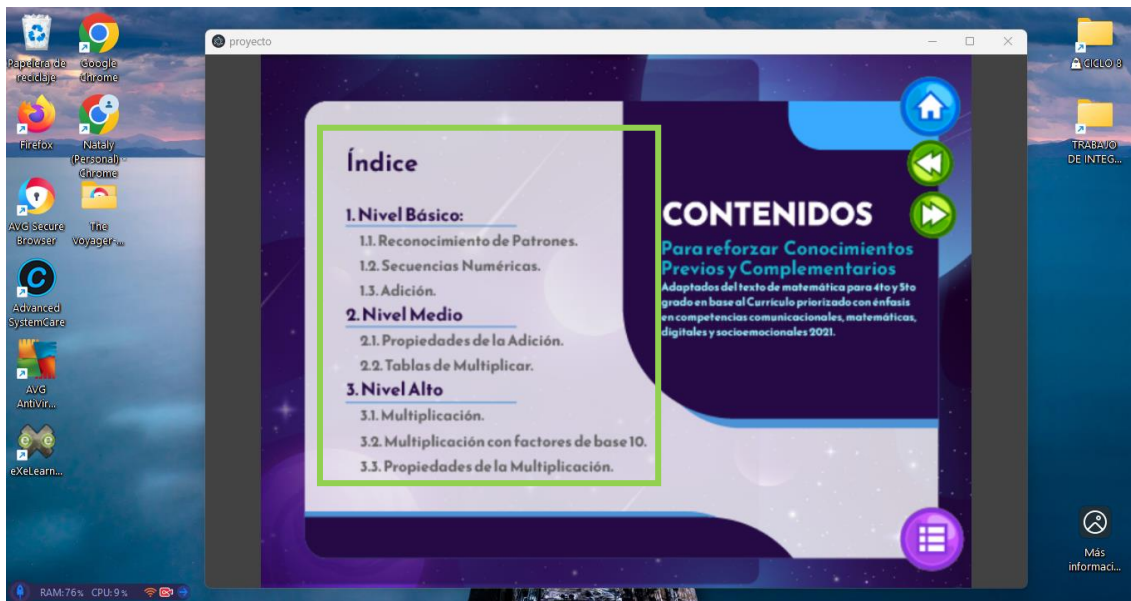 Papelera de
reciclaje
Google
Chrome
Firefox
Nataly
(Personal) -
Chrome
AVG Secure
Browser
The
Voyager-...
Advanced
SystemCare
AVG
AntiVir...
eXeLearn...
RAM:76% CPU:9%
proyecto
Índice
1. Nivel Básico:
1.1. Reconocimiento de Patrones.
1.2. Secuencias Numéricas.
1.3. Adición.
2. Nivel Medio
2.1. Propiedades de la Adición.
2.2. Tablas de Multiplicar.
3. Nivel Alto
3.1. Multiplicación.
3.2. Multiplicación con factores de base 10.
3.3. Propiedades de la Multiplicación.
CONTENIDOS
Para reforzar Conocimientos
Previos y Complementarios
Adaptados del texto de matemática para 4to y 5to
grado en base al Currículo priorizado con énfasis
en competencias comunicacionales, matemáticas,
digitales y socioemocionales 2021.
CICLO 8
TRABAJO
DE INTEG...
Más
informaci...